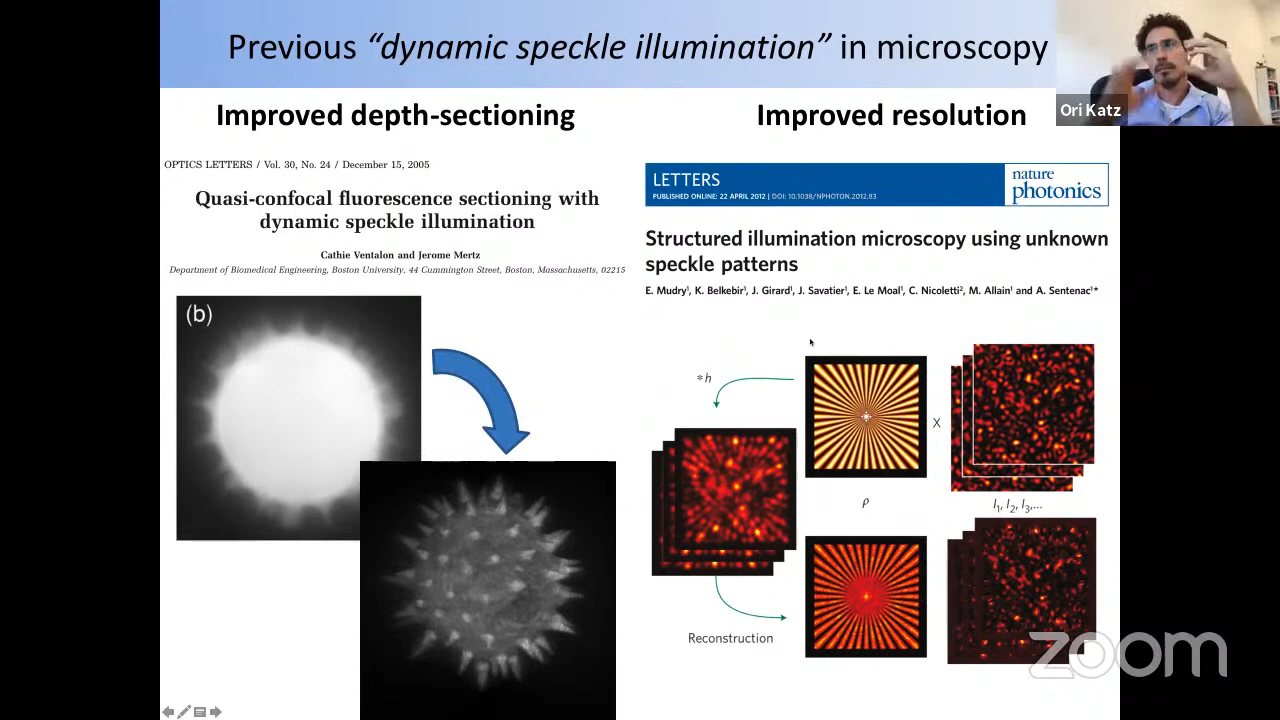 Previous “dynamic speckle illumination” in microscopy
Ori Katz
Improved depth-sectioning
OPTICS LETTERS / Vol. 30, No. 24 / December 15, 2005
Quasi-confocal fluorescence sectioning with
dynamic speckle illumination
Cathie Ventalon and Jerome Mertz
Department of Biomedical Engineering, Boston University, 44 Cummington Street, Boston, Massachusetts, 02215
(b)
Improved resolution
LETTERS
PUBLISHED ONLINE: 22 APRIL 2012 | DOI: 10.1038/NPHOTON.2012.83
nature
photonics
Structured illumination microscopy using unknown
speckle patterns
E. Mudry¹, K. Belkebir¹, J. Girard¹, J. Savatier¹, E. Le Moal¹, C. Nicoletti², M. Allain¹ and A. Sentenac¹*
*h
X
ρ
I₁, I₂, I₃,...
Reconstruction
zoom